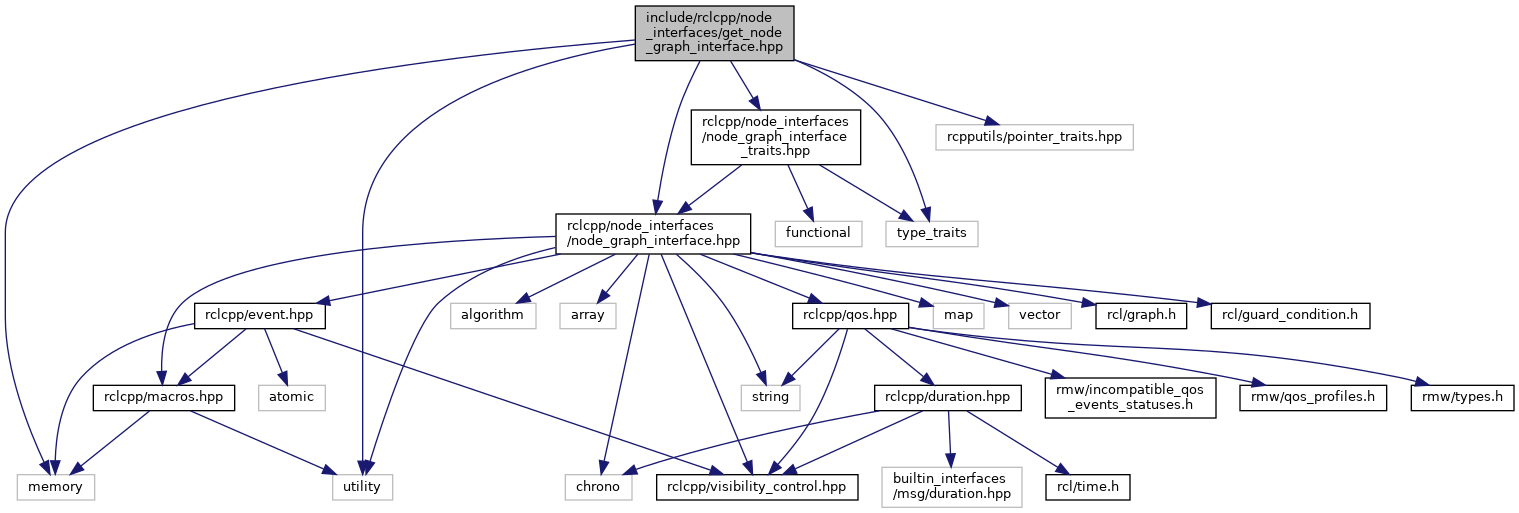 include/rclcpp/node
_interfaces/get_node
_graph_interface.hpp
rclcpp/node_interfaces
/node_graph_interface
_traits.hpp
rcpputils/pointer_traits.hpp
rclcpp/node_interfaces
/node_graph_interface.hpp
functional
type_traits
rclcpp/event.hpp
algorithm
array
rclcpp/qos.hpp
map
vector
rcl/graph.h
rcl/guard_condition.h
rclcpp/macros.hpp
atomic
string
rclcpp/duration.hpp
rmw/incompatible_qos
_events_statuses.h
rmw/qos_profiles.h
rmw/types.h
memory
utility
chrono
rclcpp/visibility_control.hpp
builtin_interfaces
/msg/duration.hpp
rcl/time.h